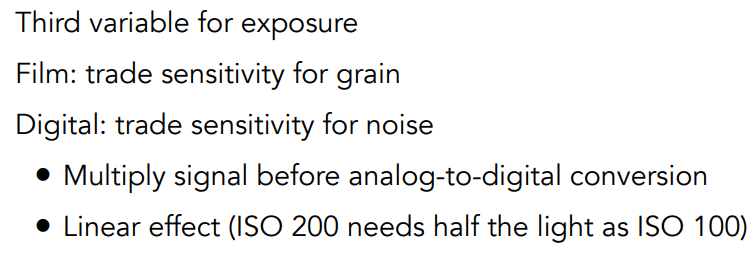 Third variable for exposure
Film: trade sensitivity for grain
Digital: trade sensitivity for noise
• Multiply signal before analog-to-digital conversion
• Linear effect (ISO 200 needs half the light as ISO 100)